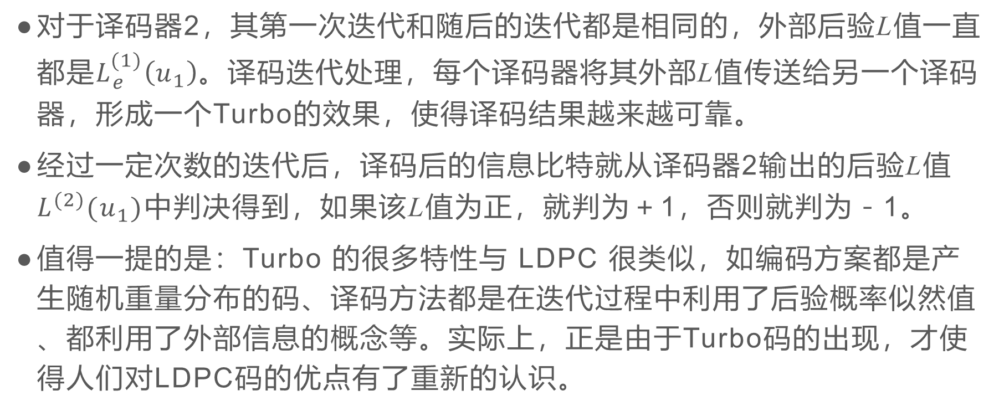 ●对于译码器2，其第一次迭代和随后的迭代都是相同的，外部后验L值一直
都是L_e^(1)(u_1)。译码迭代处理，每个译码器将其外部L值传送给另一个译码
器，形成一个Turbo的效果，使得译码结果越来越可靠。
●经过一定次数的迭代后，译码后的信息比特就从译码器2输出的后验L值
L^(2)(u_1)中判决得到，如果该L值为正，就判为+1，否则就判为-1。
●值得一提的是：Turbo 的很多特性与 LDPC 很类似，如编码方案都是产
生随机重量分布的码、译码方法都是在迭代过程中利用了后验概率似然值
、都利用了外部信息的概念等。实际上，正是由于Turbo码的出现，才使
得人们对LDPC码的优点有了重新的认识。